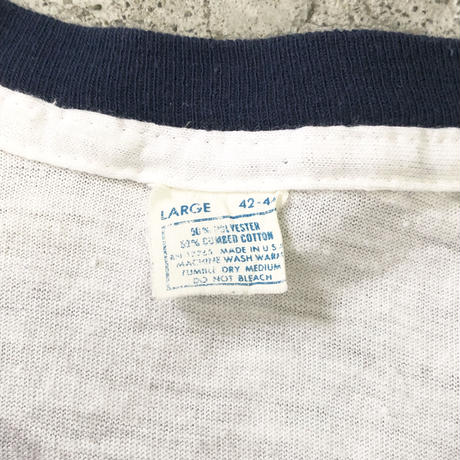 LARGE 42-44
50% POLYESTER
50% COMBED COTTON
MADE IN U.S.
MACHINE WASH WARM
TUMBLE DRY MEDIUM
DO NOT BLEACH